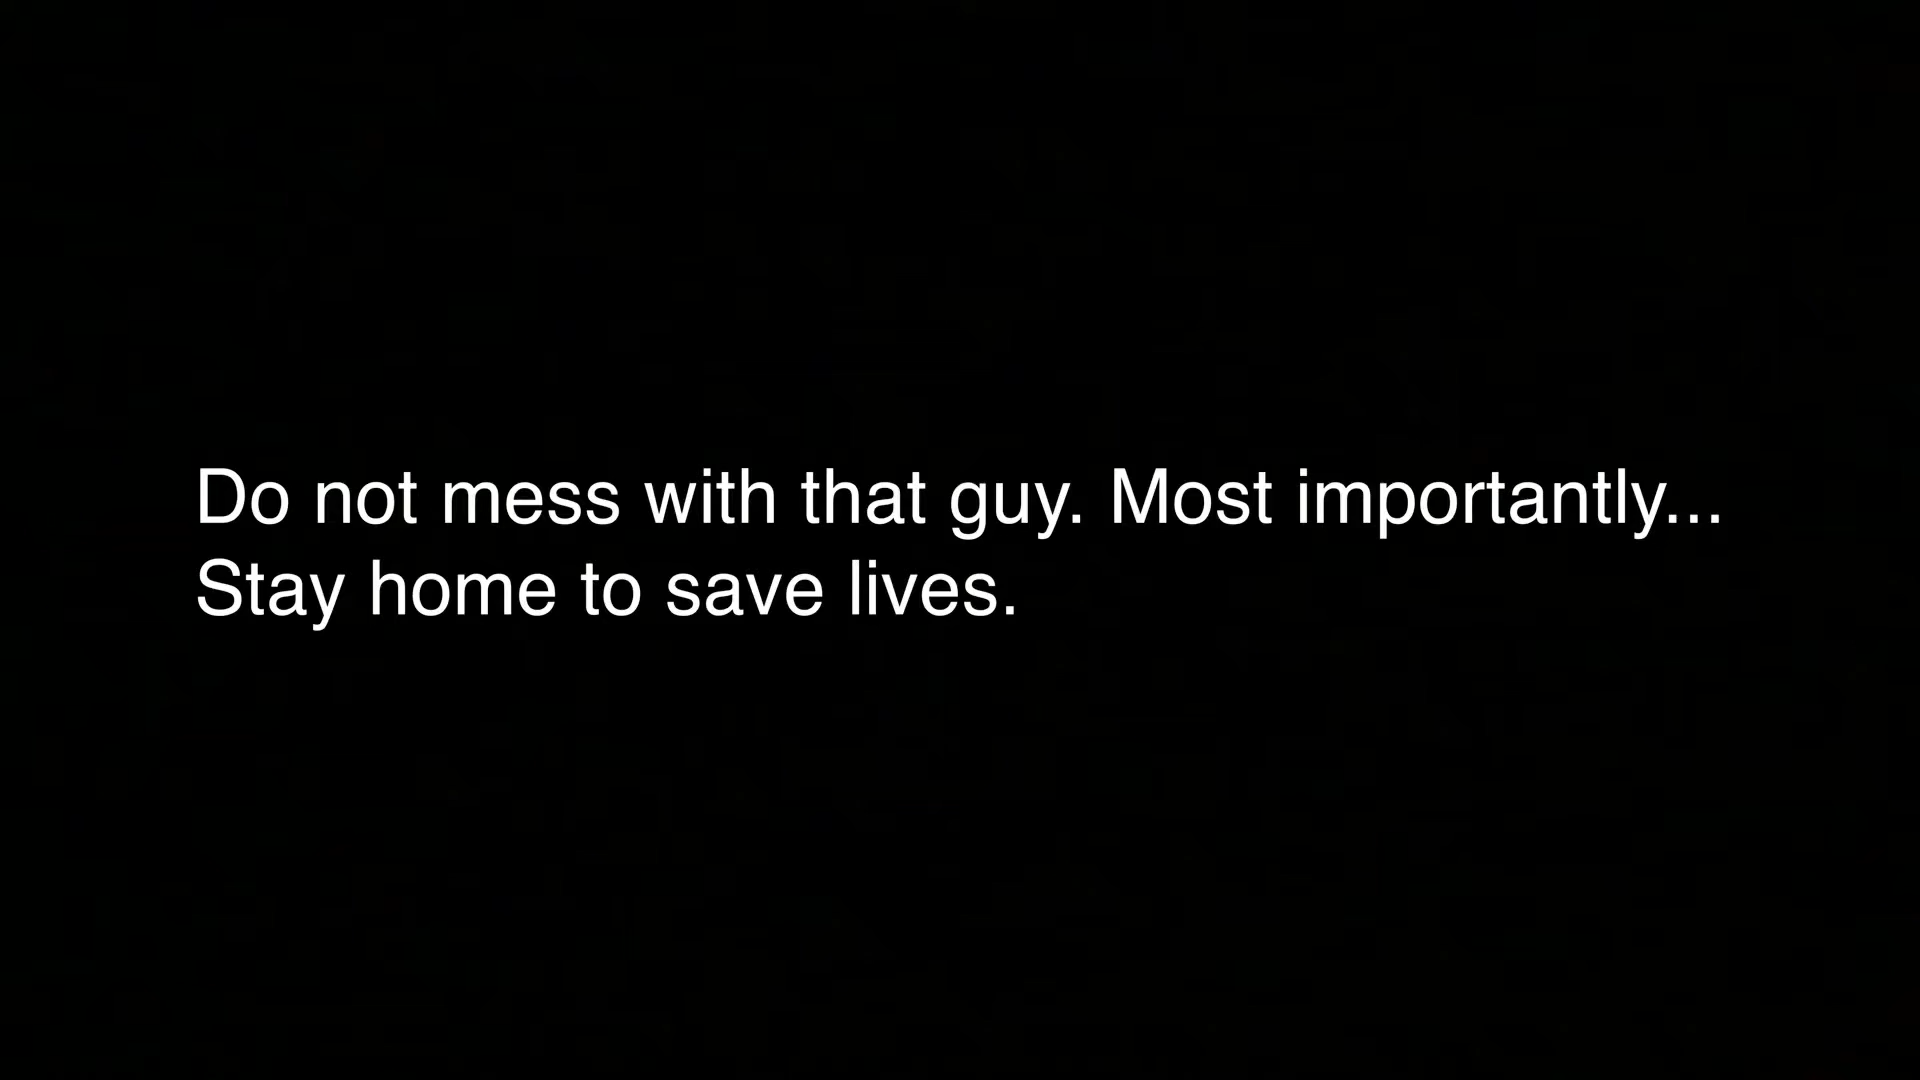 Do not mess with that guy. Most importantly...
Stay home to save lives.